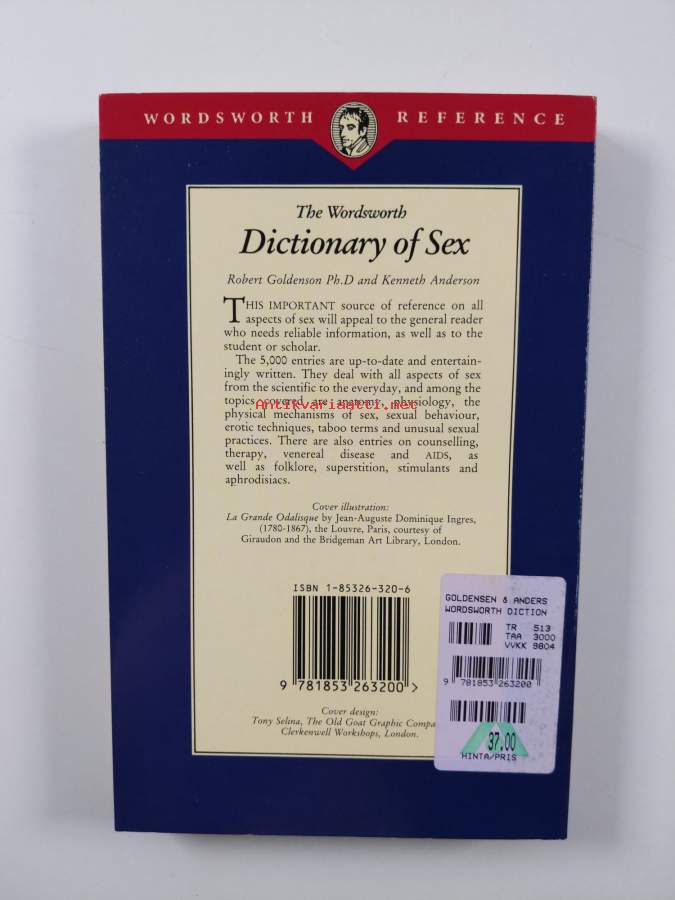 WORDSWORTH REFERENCE
The Wordsworth
Dictionary of Sex
Robert Goldenson Ph.D and Kenneth Anderson
THIS IMPORTANT source of reference on all
aspects of sex will appeal to the general reader
who needs reliable information, as well as to the
student or scholar.
The 5,000 entries are up-to-date and entertain-
ingly written. They deal with all aspects of sex
from the scientific to the everyday, and among the
topics covered are anatomy, physiology, the
Antikvariaatti.net
physical mechanisms of sex, sexual behaviour,
erotic techniques, taboo terms and unusual sexual
practices. There are also entries on counselling,
therapy, venereal disease and AIDS, as
well as folklore, superstition, stimulants and
aphrodisiacs.
Cover illustration:
La Grande Odalisque by Jean-Auguste Dominique Ingres,
(1780-1867), the Louvre, Paris, courtesy of
Giraudon and the Bridgeman Art Library, London.
ISBN 1-85326-320-6
9 781853 263200 >
Cover design:
Tony Selina, The Old Goat Graphic Compa
Clerkenwell Workshops, London.
GOLDENSEN & ANDERS
WORDSWORTH DICTION
TR 513
TAA 3000
VVKK 9804
9 781853 263200
37.00
HINTA/PRIS